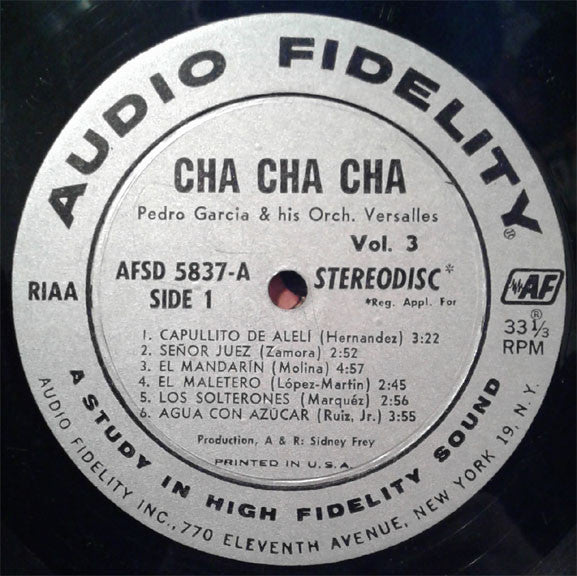 AUDIO FIDELITY®
CHA CHA CHA
Pedro Garcia & his Orch. Versalles
Vol. 3
AFSD 5837-A
SIDE 1
STEREODISC*
*Reg. Appl. For
RIAA
AF
®
33 1/3
RPM
1. CAPULLITO DE ALELÍ (Hernandez) 3:22
2. SEÑOR JUEZ (Zamora) 2:52
3. EL MANDARÍN (Molina) 4:57
4. EL MALETERO (López-Martin) 2:45
5. LOS SOLTERONES (Marquéz) 2:56
6. AGUA CON AZÚCAR (Ruiz, Jr.) 3:55
Production, A & R: Sidney Frey
PRINTED IN U.S.A.
A STUDY IN HIGH FIDELITY SOUND
AUDIO FIDELITY INC., 770 ELEVENTH AVENUE, NEW YORK 19, N.Y.